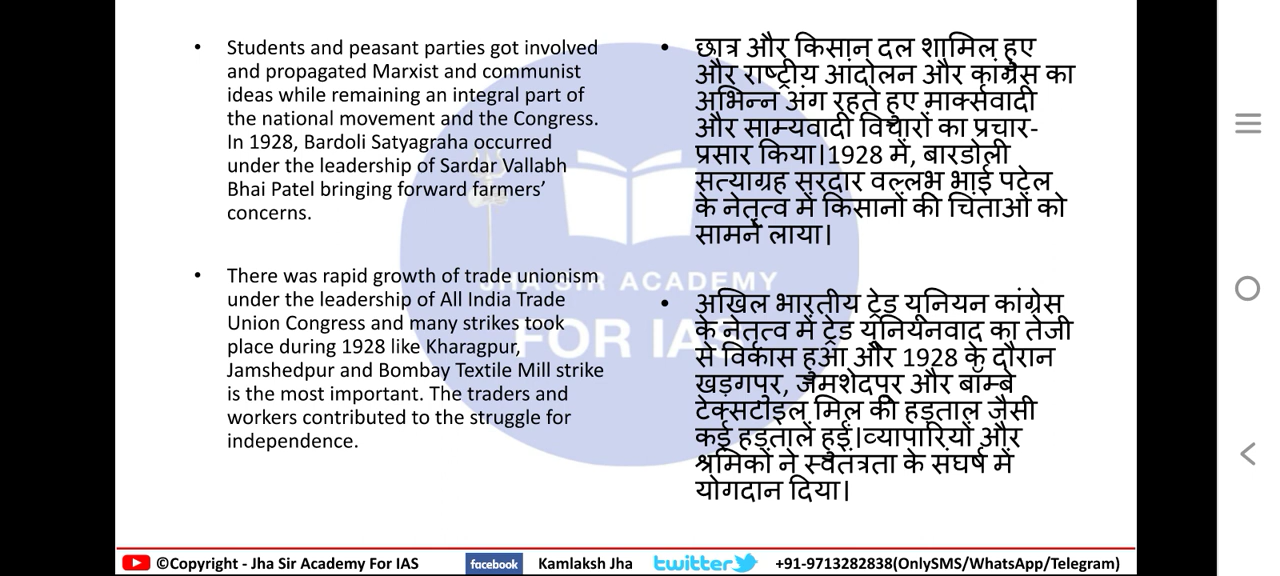 • Students and peasant parties got involved
and propagated Marxist and communist
ideas while remaining an integral part of
the national movement and the Congress.
In 1928, Bardoli Satyagraha occurred
under the leadership of Sardar Vallabh
Bhai Patel bringing forward farmers’
concerns.
• There was rapid growth of trade unionism
under the leadership of All India Trade
Union Congress and many strikes took
place during 1928 like Kharagpur,
Jamshedpur and Bombay Textile Mill strike
is the most important. The traders and
workers contributed to the struggle for
independence.
• छात्र और किसान दल शामिल हुए
और राष्ट्रीय आंदोलन और कांग्रेस का
अभिन्न अंग रहते हुए मार्क्सवादी
और साम्यवादी विचारों का प्रचार-
प्रसार किया।1928 में, बारडोली
सत्याग्रह सरदार वल्लभ भाई पटेल
के नेतृत्व में किसानों की चिंताओं को
सामने लाया।
• अखिल भारतीय ट्रेड यूनियन कांग्रेस
के नेतृत्व में ट्रेड यूनियनवाद का तेजी
से विकास हुआ और 1928 के दौरान
खड़गपुर, जमशेदपुर और बॉम्बे
टेक्सटाइल मिल की हड़ताल जैसी
कई हड़तालें हुईं।व्यापारियों और
श्रमिकों ने स्वतंत्रता के संघर्ष में
योगदान दिया।
JHA SIR ACADEMY
FOR IAS
©Copyright - Jha Sir Academy For IAS facebook Kamlaksh Jha twitter +91-9713282838(OnlySMS/WhatsApp/Telegram)